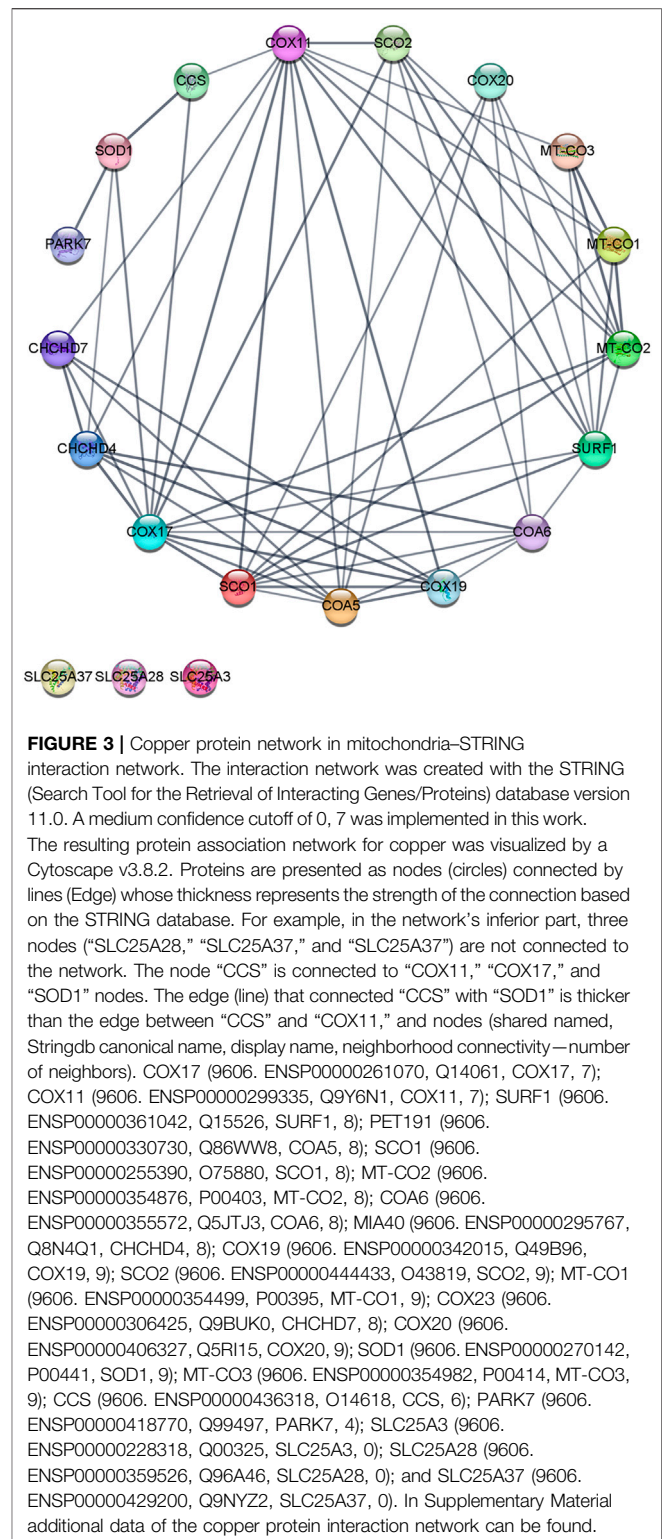 COX11
SCO2
CCS
COX20
SOD1
MT-CO3
PARK7
MT-CO1
CHCHD7
MT-CO2
CHCHD4
SURF1
COX17
COA6
SCO1
COX19
COA5
SLC25A37 SLC25A28 SLC25A3
FIGURE 3 | Copper protein network in mitochondria–STRING
interaction network. The interaction network was created with the STRING
(Search Tool for the Retrieval of Interacting Genes/Proteins) database version
11.0. A medium confidence cutoff of 0, 7 was implemented in this work.
The resulting protein association network for copper was visualized by a
Cytoscape v3.8.2. Proteins are presented as nodes (circles) connected by
lines (Edge) whose thickness represents the strength of the connection based
on the STRING database. For example, in the network’s inferior part, three
nodes (“SLC25A28,” “SLC25A37,” and “SLC25A37”) are not connected to
the network. The node “CCS” is connected to “COX11,” “COX17,” and
“SOD1” nodes. The edge (line) that connected “CCS” with “SOD1” is thicker
than the edge between “CCS” and “COX11,” and nodes (shared named,
Stringdb canonical name, display name, neighborhood connectivity—number
of neighbors). COX17 (9606. ENSP00000261070, Q14061, COX17, 7);
COX11 (9606. ENSP00000299335, Q9Y6N1, COX11, 7); SURF1 (9606.
ENSP00000361042, Q15526, SURF1, 8); PET191 (9606.
ENSP00000330730, Q86WW8, COA5, 8); SCO1 (9606.
ENSP00000255390, O75880, SCO1, 8); MT-CO2 (9606.
ENSP00000354876, P00403, MT-CO2, 8); COA6 (9606.
ENSP00000355572, Q5JTJ3, COA6, 8); MIA40 (9606. ENSP00000295767,
Q8N4Q1, CHCHD4, 8); COX19 (9606. ENSP00000342015, Q49B96,
COX19, 9); SCO2 (9606. ENSP00000444433, O43819, SCO2, 9); MT-CO1
(9606. ENSP00000354499, P00395, MT-CO1, 9); COX23 (9606.
ENSP00000306425, Q9BUK0, CHCHD7, 8); COX20 (9606.
ENSP00000406327, Q5RI15, COX20, 9); SOD1 (9606. ENSP00000270142,
P00441, SOD1, 9); MT-CO3 (9606. ENSP00000354982, P00414, MT-CO3,
9); CCS (9606. ENSP00000436318, O14618, CCS, 6); PARK7 (9606.
ENSP00000418770, Q99497, PARK7, 4); SLC25A3 (9606.
ENSP00000228318, Q00325, SLC25A3, 0); SLC25A28 (9606.
ENSP00000359526, Q96A46, SLC25A28, 0); and SLC25A37 (9606.
ENSP00000429200, Q9NYZ2, SLC25A37, 0). In Supplementary Material
additional data of the copper protein interaction network can be found.